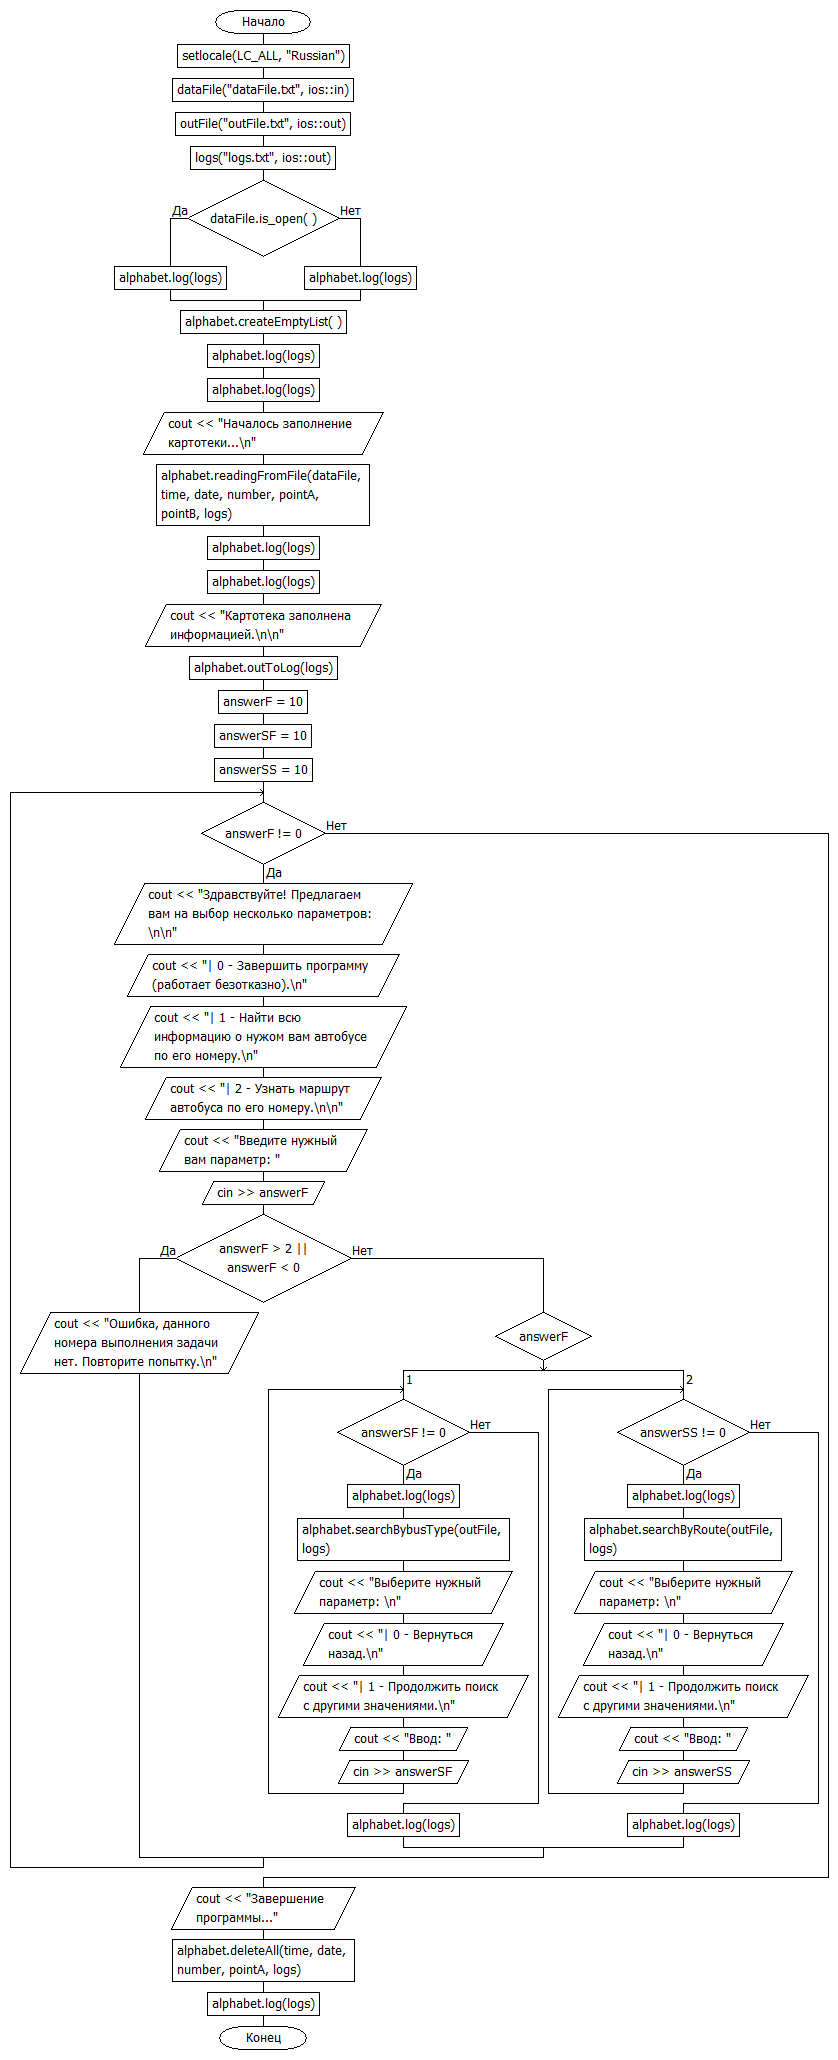 Начало
setlocale(LC_ALL, "Russian")
dataFile("dataFile.txt", ios::in)
outFile("outFile.txt", ios::out)
logs("logs.txt", ios::out)
Да
dataFile.is_open( )
Нет
alphabet.log(logs)
alphabet.log(logs)
alphabet.createEmptyList( )
alphabet.log(logs)
alphabet.log(logs)
cout << "Началось заполнение
картотеки...\n"
alphabet.readingFromFile(dataFile,
time, date, number, pointA,
pointB, logs)
alphabet.log(logs)
alphabet.log(logs)
cout << "Картотека заполнена
информацией.\n\n"
alphabet.outToLog(logs)
answerF = 10
answerSF = 10
answerSS = 10
answerF != 0
Нет
Да
cout << "Здравствуйте! Предлагаем
вам на выбор несколько параметров:
\n\n"
cout << "| 0 - Завершить программу
(работает безотказно).\n"
cout << "| 1 - Найти всю
информацию о нужом вам автобусе
по его номеру.\n"
cout << "| 2 - Узнать маршрут
автобуса по его номеру.\n\n"
cout << "Введите нужный
вам параметр: "
cin >> answerF
Да
answerF > 2 ||
answerF < 0
Нет
cout << "Ошибка, данного
номера выполнения задачи
нет. Повторите попытку.\n"
answerF
1
answerSF != 0
Нет
Да
alphabet.log(logs)
alphabet.searchBybusType(outFile,
logs)
cout << "Выберите нужный
параметр: \n"
cout << "| 0 - Вернуться
назад.\n"
cout << "| 1 - Продолжить поиск
с другими значениями.\n"
cout << "Ввод: "
cin >> answerSF
alphabet.log(logs)
2
answerSS != 0
Нет
Да
alphabet.log(logs)
alphabet.searchByRoute(outFile,
logs)
cout << "Выберите нужный
параметр: \n"
cout << "| 0 - Вернуться
назад.\n"
cout << "| 1 - Продолжить поиск
с другими значениями.\n"
cout << "Ввод: "
cin >> answerSS
alphabet.log(logs)
cout << "Завершение
программы..."
alphabet.deleteAll(time, date,
number, pointA, logs)
alphabet.log(logs)
Конец